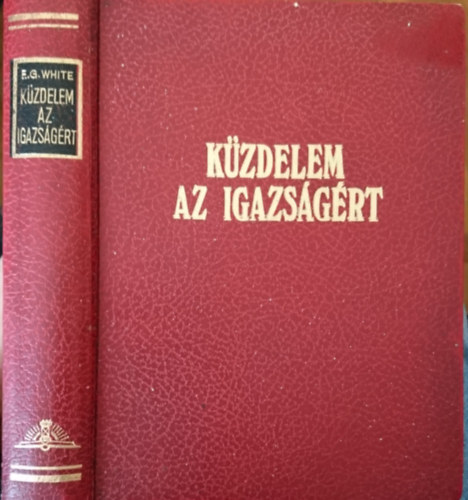 E.G. WHITE
KÜZDELEM
AZ
IGAZSÁGÉRT
KÜZDELEM
AZ IGAZSÁGÉRT